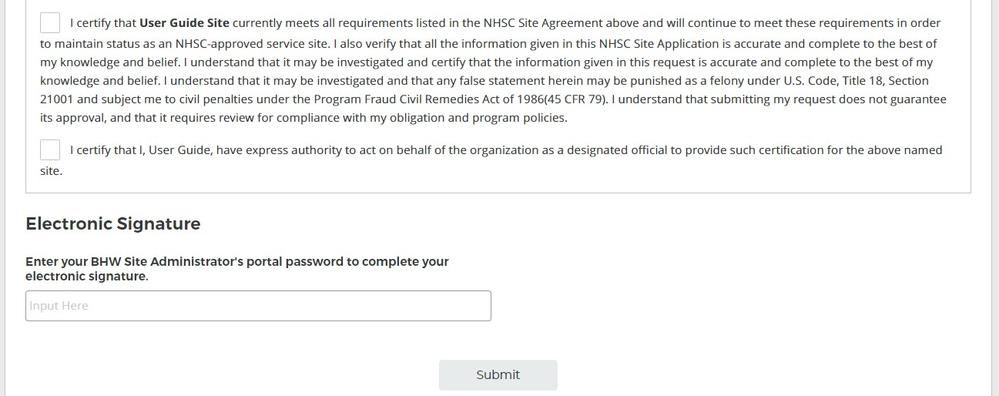 I certify that User Guide Site currently meets all requirements listed in the NHSC Site Agreement above and will continue to meet these requirements in order
to maintain status as an NHSC-approved service site. I also verify that all the information given in this NHSC Site Application is accurate and complete to the best of
my knowledge and belief. I understand that it may be investigated and certify that the information given in this request is accurate and complete to the best of my
knowledge and belief. I understand that it may be investigated and that any false statement herein may be punished as a felony under U.S. Code, Title 18, Section
21001 and subject me to civil penalties under the Program Fraud Civil Remedies Act of 1986(45 CFR 79). I understand that submitting my request does not guarantee
its approval, and that it requires review for compliance with my obligation and program policies.
I certify that I, User Guide, have express authority to act on behalf of the organization as a designated official to provide such certification for the above named
site.
Electronic Signature
Enter your BHW Site Administrator's portal password to complete your
electronic signature.
Input Here
Submit